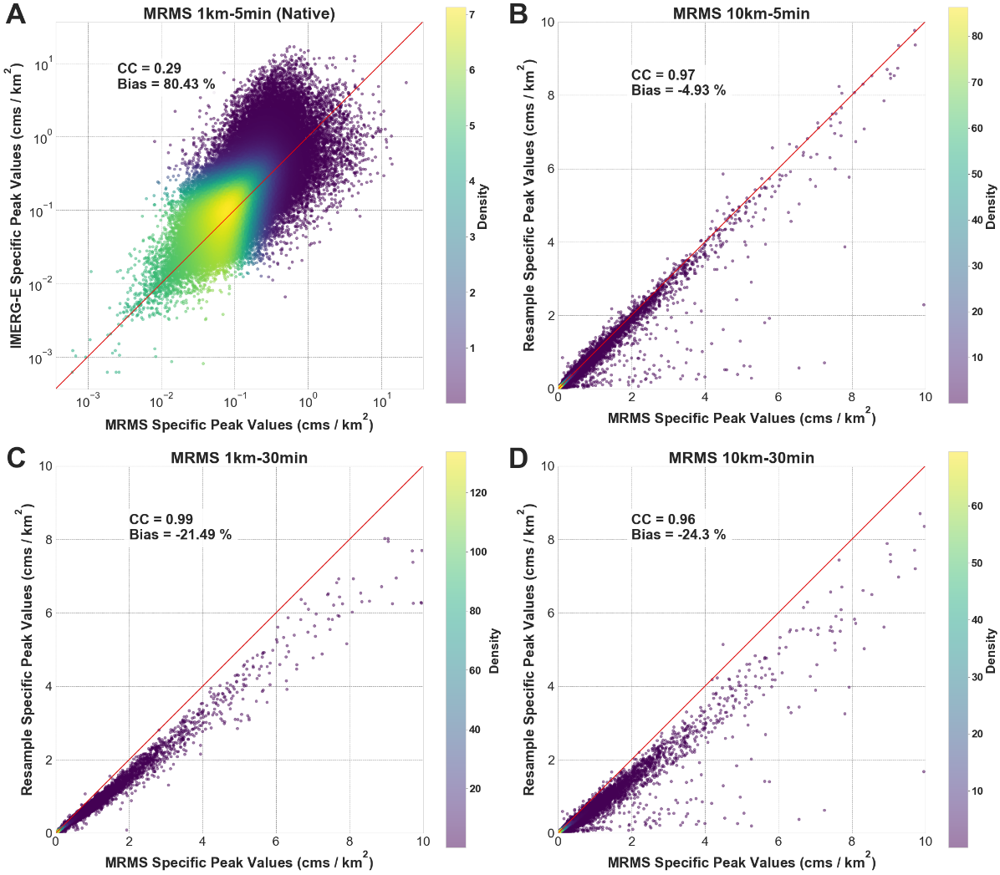 A
MRMS 1km-5min (Native)
CC = 0.29
Bias = 80.43 %
IMERG-E Specific Peak Values (cms / km²)
10¹
10⁰
10⁻¹
10⁻²
10⁻³
10⁻³ 10⁻² 10⁻¹ 10⁰ 10¹
MRMS Specific Peak Values (cms / km²)
7
6
5
4
3
2
1
Density
B
MRMS 10km-5min
CC = 0.97
Bias = -4.93 %
Resample Specific Peak Values (cms / km²)
10
8
6
4
2
0
0 2 4 6 8 10
MRMS Specific Peak Values (cms / km²)
80
70
60
50
40
30
20
10
Density
C
MRMS 1km-30min
CC = 0.99
Bias = -21.49 %
Resample Specific Peak Values (cms / km²)
10
8
6
4
2
0
0 2 4 6 8 10
MRMS Specific Peak Values (cms / km²)
120
100
80
60
40
20
Density
D
MRMS 10km-30min
CC = 0.96
Bias = -24.3 %
Resample Specific Peak Values (cms / km²)
10
8
6
4
2
0
0 2 4 6 8 10
MRMS Specific Peak Values (cms / km²)
60
50
40
30
20
10
Density